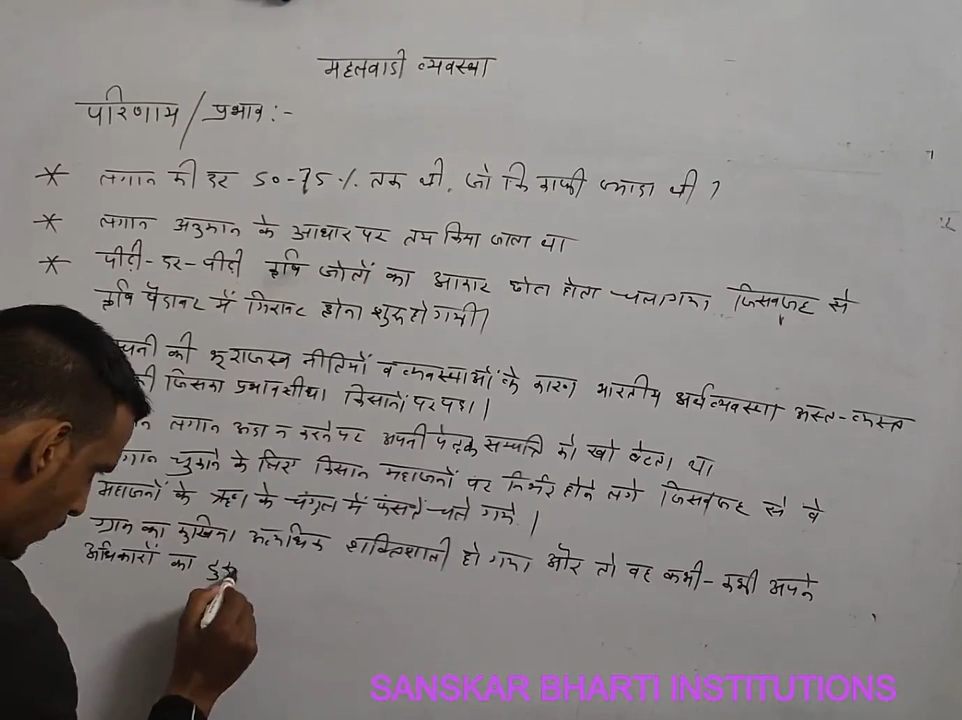 महलवाडी व्यवस्था
परिणाम / प्रभाव :-
* लगान की दर 50-75 % तक थी, जो कि काफी ज्यादा थी ?
* लगान अनुमान के आधार पर तय किया जाता था
* पीढ़ी-दर-पीढ़ी कृषि जोतों का आकार छोटा होता चला गया, जिस वजह से
कृषि पैदावार में गिरावट होना शुरु हो गयी।
पनी की भू राजस्व नीतियों व व्यवस्थाओं के कारण भारतीय अर्थव्यवस्था अस्त-व्यस्त
जिसका प्रभाव सीधा किसानों पर पड़ा।
लगान अदा न करने पर अपनी पैतृक सम्पत्ति को खो बैठता था
गान चुकाने के लिए किसान महाजनों पर निर्भर होने लगे जिस वजह से वे
महाजनों के ऋण के चंगुल में फंसते चले गये।
गाव का मुखिया अत्यधिक शक्तिशाली हो गया और तो वह कभी-कभी अपने
अधिकारों का
SANSKAR BHARTI INSTITUTIONS